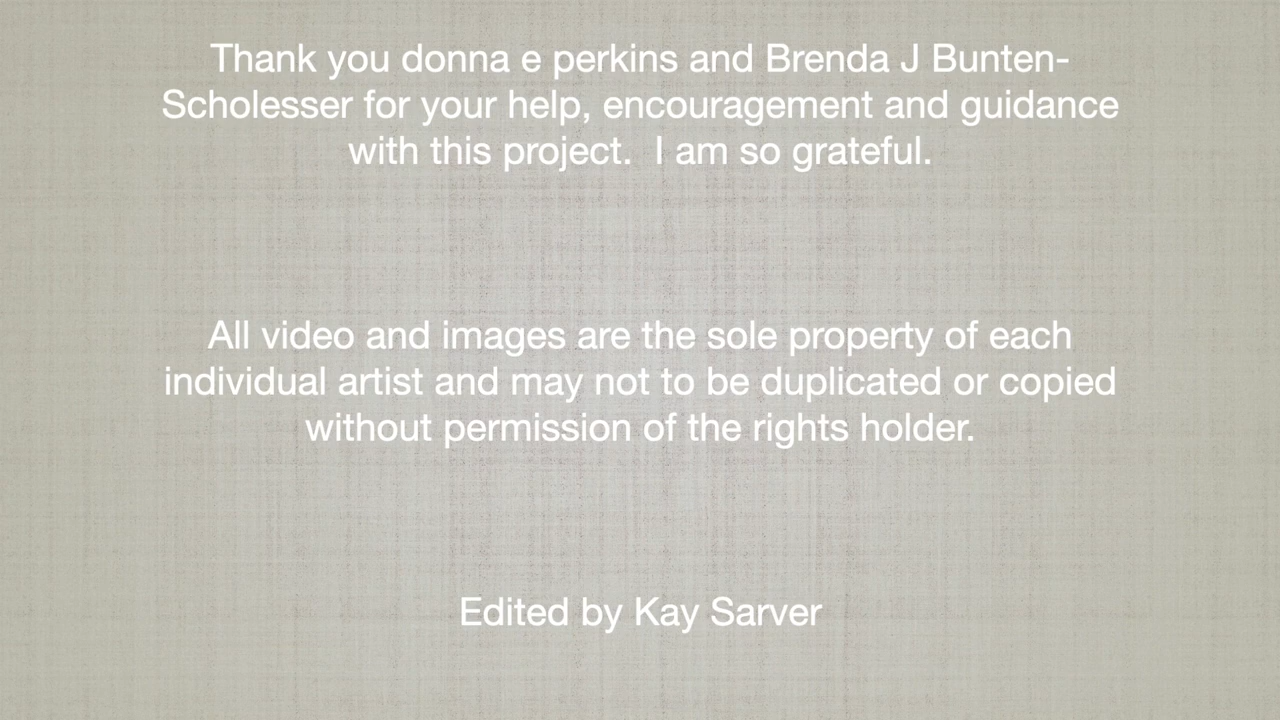 Thank you donna e perkins and Brenda J Bunten-
Scholesser for your help, encouragement and guidance
with this project.  I am so grateful.
All video and images are the sole property of each
individual artist and may not to be duplicated or copied
without permission of the rights holder.
Edited by Kay Sarver